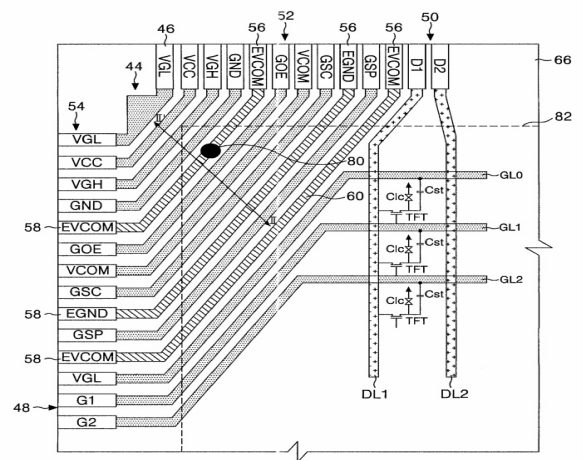 46 56 52 56 56 50
44
VGL VCC VGH GND EVCOM GOE VCOM GSC EGND GSP EVCOM D1 D2
66
54
82
VGL
VCC
VGH
GND
58 EVCOM
GOE
VCOM
GSC
58 EGND
GSP
58 EVCOM
VGL
48 G1
G2
II'
80
II
60
GL0
Clc Cst
TFT
GL1
Clc Cst
TFT
GL2
Clc Cst
TFT
DL1 DL2